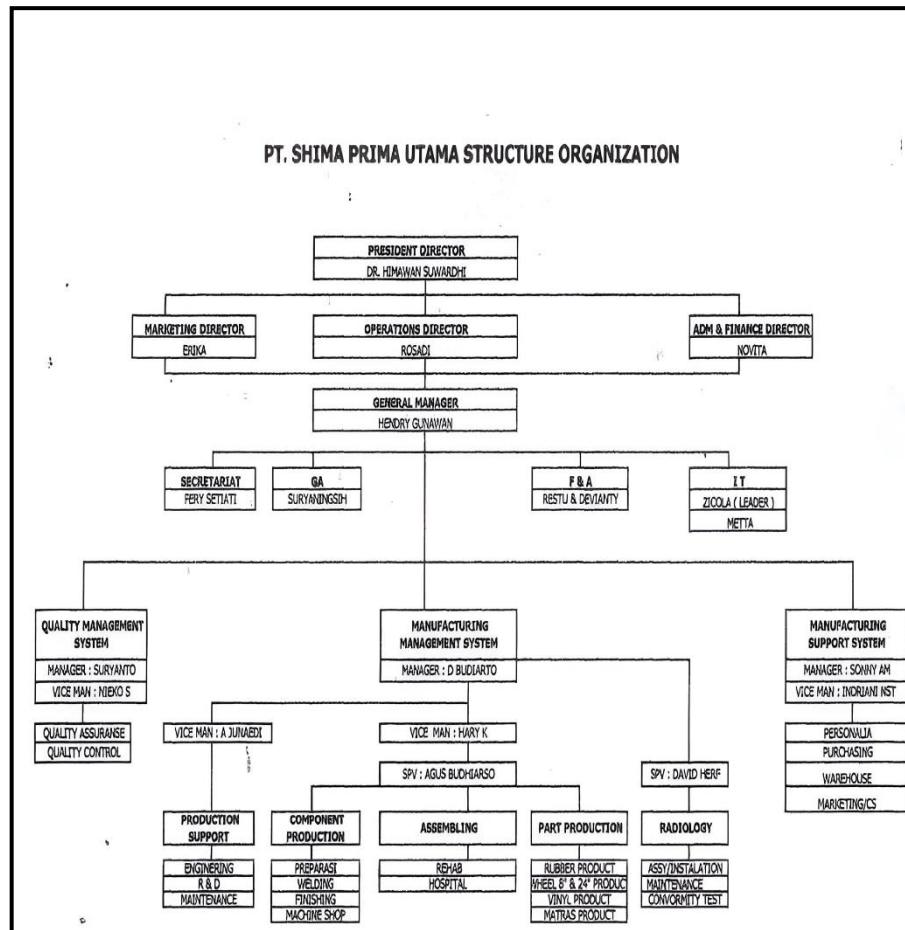 PT. SHIMA PRIMA UTAMA STRUCTURE ORGANIZATION
PRESIDENT DIRECTOR
DR. HIMAWAN SUWARDHI
MARKETING DIRECTOR
ERIKA
OPERATIONS DIRECTOR
ROSADI
ADM & FINANCE DIRECTOR
NOVITA
GENERAL MANAGER
HENDRY GUNAWAN
SECRETARIAT
FERY SETIATI
GA
SURYANINGSIH
F & A
RESTU & DEVIANTY
I T
ZICOLA ( LEADER )
METTA
QUALITY MANAGEMENT
SYSTEM
MANAGER : SURYANTO
VICE MAN : NIEKO S
QUALITY ASSURANSE
QUALITY CONTROL
MANUFACTURING
MANAGEMENT SYSTEM
MANAGER : D BUDIARTO
MANUFACTURING
SUPPORT SYSTEM
MANAGER : SONNY AM
VICE MAN : INDRIANI NST
PERSONALIA
PURCHASING
WAREHOUSE
MARKETING/CS
VICE MAN : A JUNAEDI
VICE MAN : HARY K
SPV : AGUS BUDHIARSO
SPV : DAVID HERF
PRODUCTION
SUPPORT
ENGINERING
R & D
MAINTENANCE
COMPONENT
PRODUCTION
PREPARASI
WELDING
FINISHING
MACHINE SHOP
ASSEMBLING
REHAB
HOSPITAL
PART PRODUCTION
RUBBER PRODUCT
WHEEL 8" & 24" PRODUC
VINYL PRODUCT
MATRAS PRODUCT
RADIOLOGY
ASSY/INSTALATION
MAINTENANCE
CONVORMITY TEST